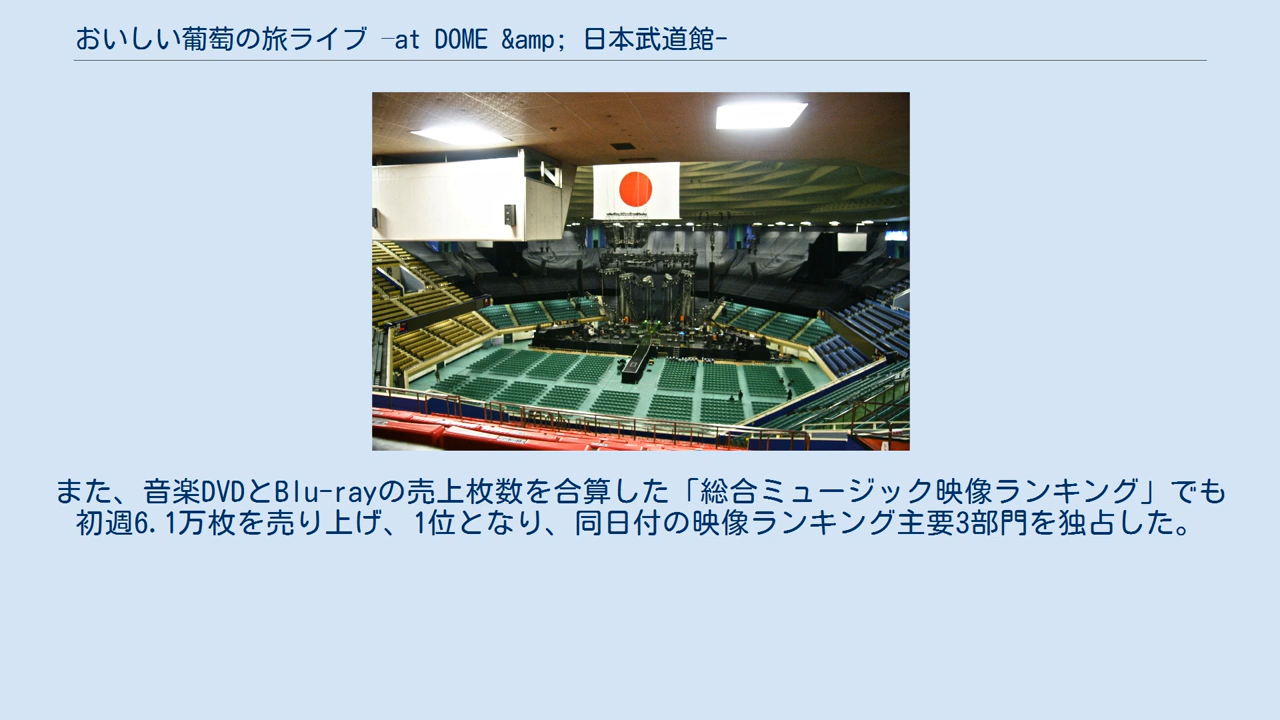 おいしい葡萄の旅ライブ –at DOME &amp; 日本武道館-
また、音楽DVDとBlu-rayの売上枚数を合算した「総合ミュージック映像ランキング」でも
初週6.1万枚を売り上げ、1位となり、同日付の映像ランキング主要3部門を独占した。